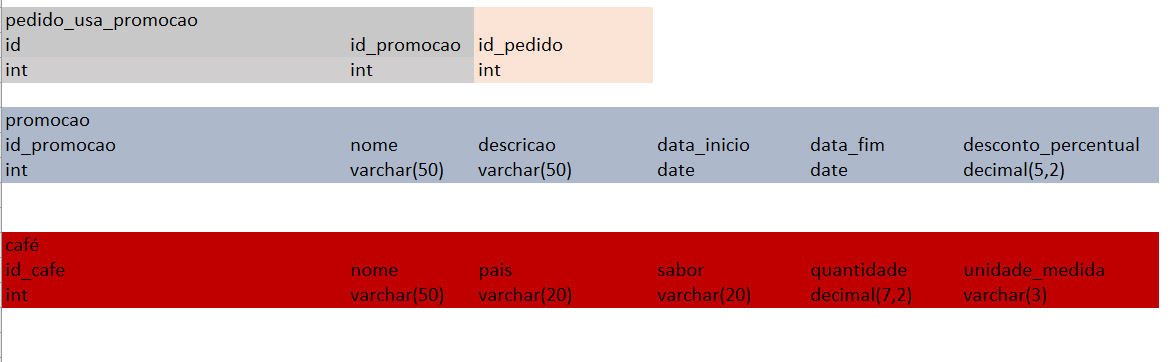 pedido_usa_promocao
id id_promocao id_pedido
int int int
promocao
id_promocao nome descricao data_inicio data_fim desconto_percentual
int varchar(50) varchar(50) date date decimal(5,2)
café
id_cafe nome pais sabor quantidade unidade_medida
int varchar(50) varchar(20) varchar(20) decimal(7,2) varchar(3)